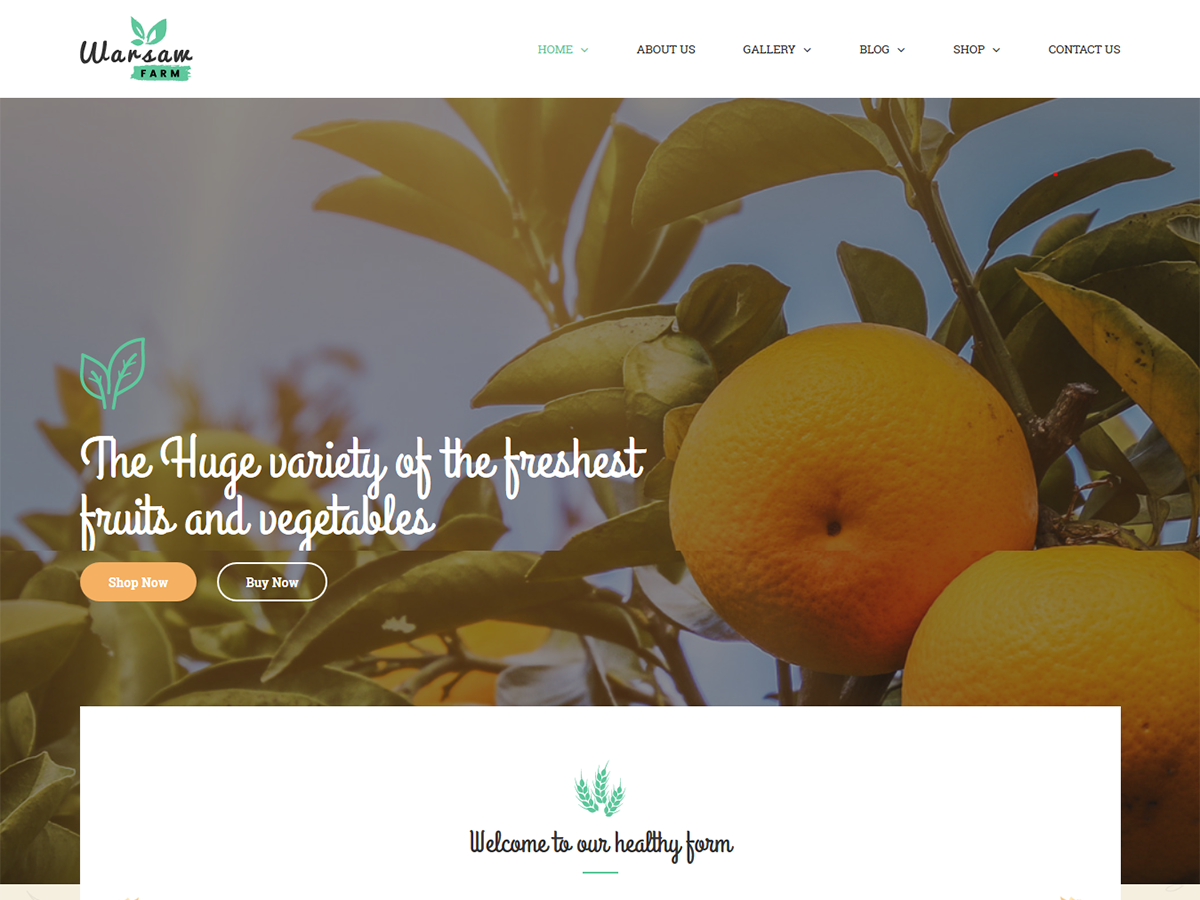 Warsaw
FARM
HOME
ABOUT US
GALLERY
BLOG
SHOP
CONTACT US
The Huge variety of the freshest
fruits and vegetables
Shop Now
Buy Now
Welcome to our healthy form